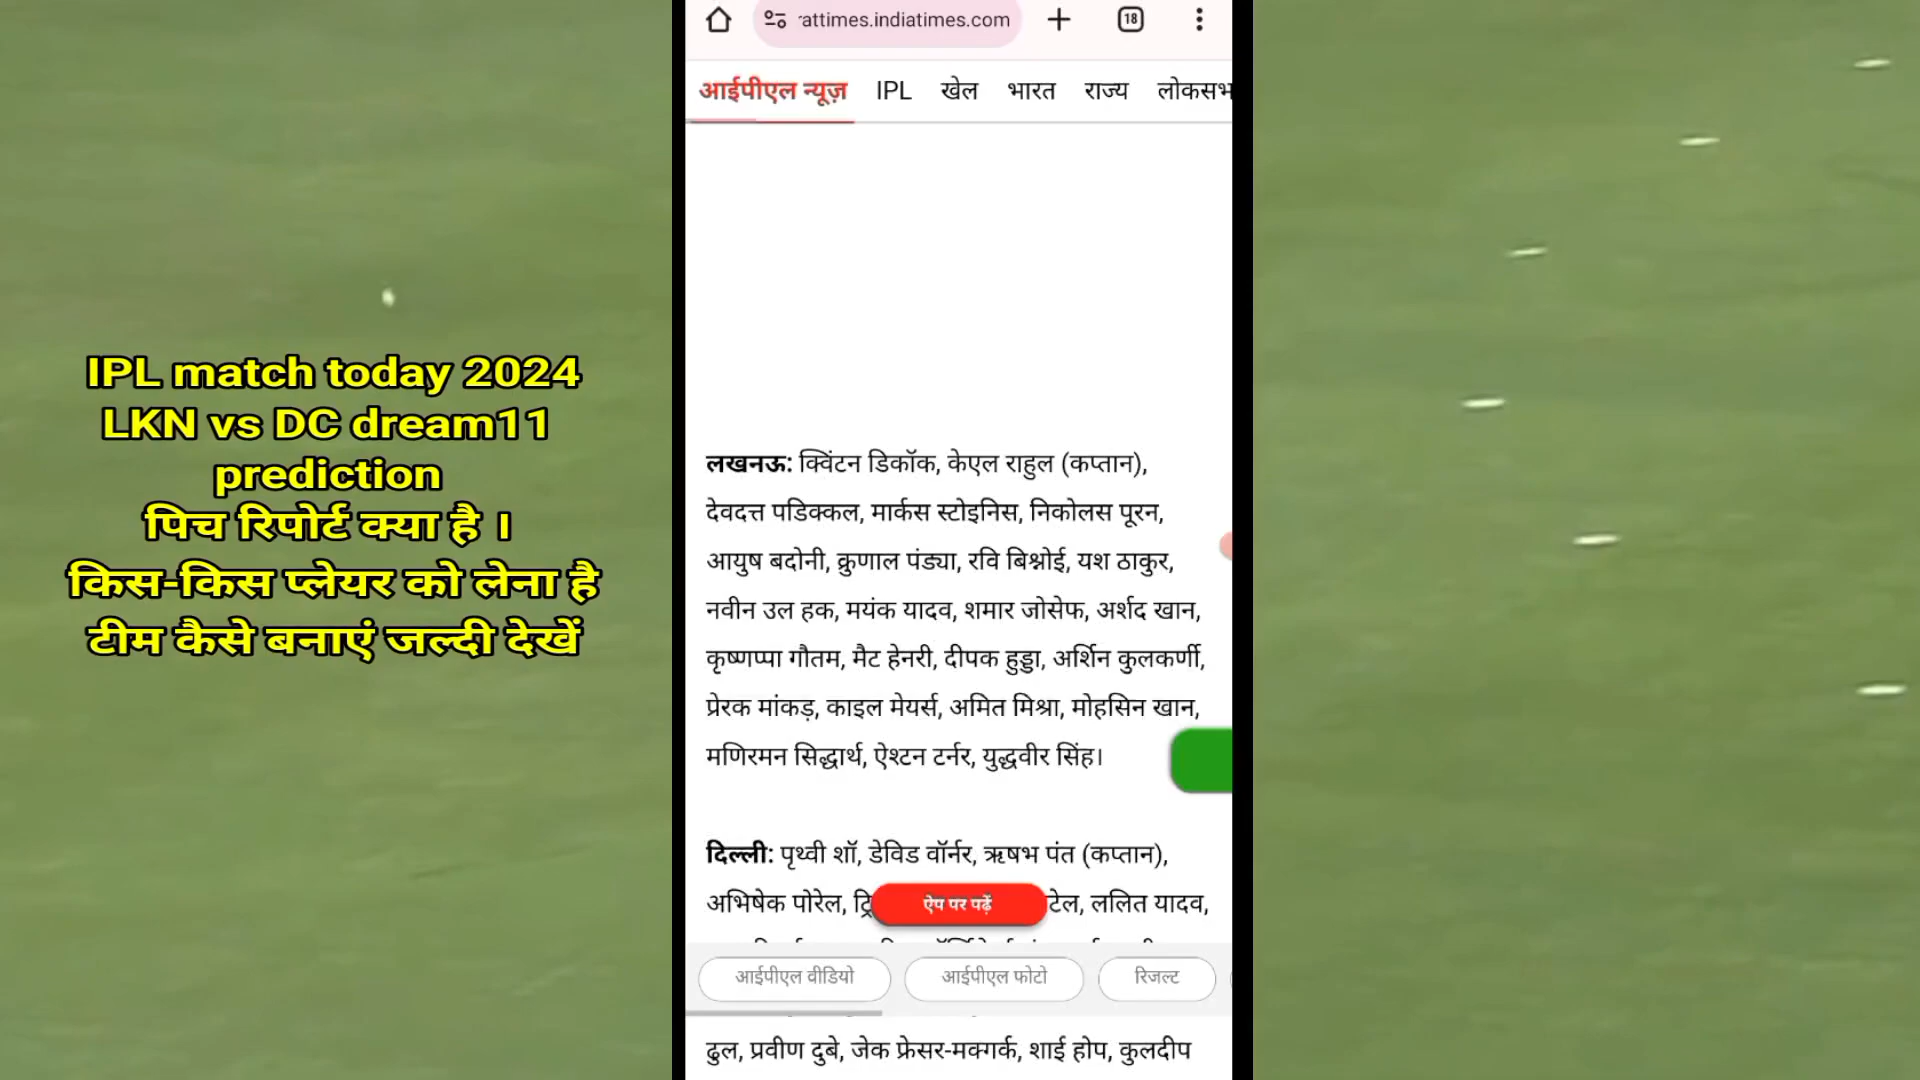 IPL match today 2024
LKN vs DC dream11
prediction
पिच रिपोर्ट क्या है ।
किस-किस प्लेयर को लेना है
टीम कैसे बनाएं जल्दी देखें
rattimes.indiatimes.com
18
आईपीएल न्यूज़ IPL खेल भारत राज्य लोकसभ
लखनऊ: क्विंटन डिकॉक, केएल राहुल (कप्तान),
देवदत्त पडिक्कल, मार्कस स्टोइनिस, निकोलस पूरन,
आयुष बदोनी, क्रुणाल पंड्या, रवि बिश्नोई, यश ठाकुर,
नवीन उल हक, मयंक यादव, शमार जोसेफ, अर्शद खान,
कृष्णप्पा गौतम, मैट हेनरी, दीपक हुड्डा, अर्शिन कुलकर्णी,
प्रेरक मांकड़, काइल मेयर्स, अमित मिश्रा, मोहसिन खान,
मणिरमन सिद्धार्थ, ऐश्टन टर्नर, युद्धवीर सिंह।
दिल्ली: पृथ्वी शॉ, डेविड वॉर्नर, ऋषभ पंत (कप्तान),
अभिषेक पोरेल, ट्रि ऐप पर पढ़ें टेल, ललित यादव,
आईपीएल वीडियो आईपीएल फोटो रिजल्ट
ढुल, प्रवीण दुबे, जेक फ्रेसर-मक्गर्क, शाई होप, कुलदीप